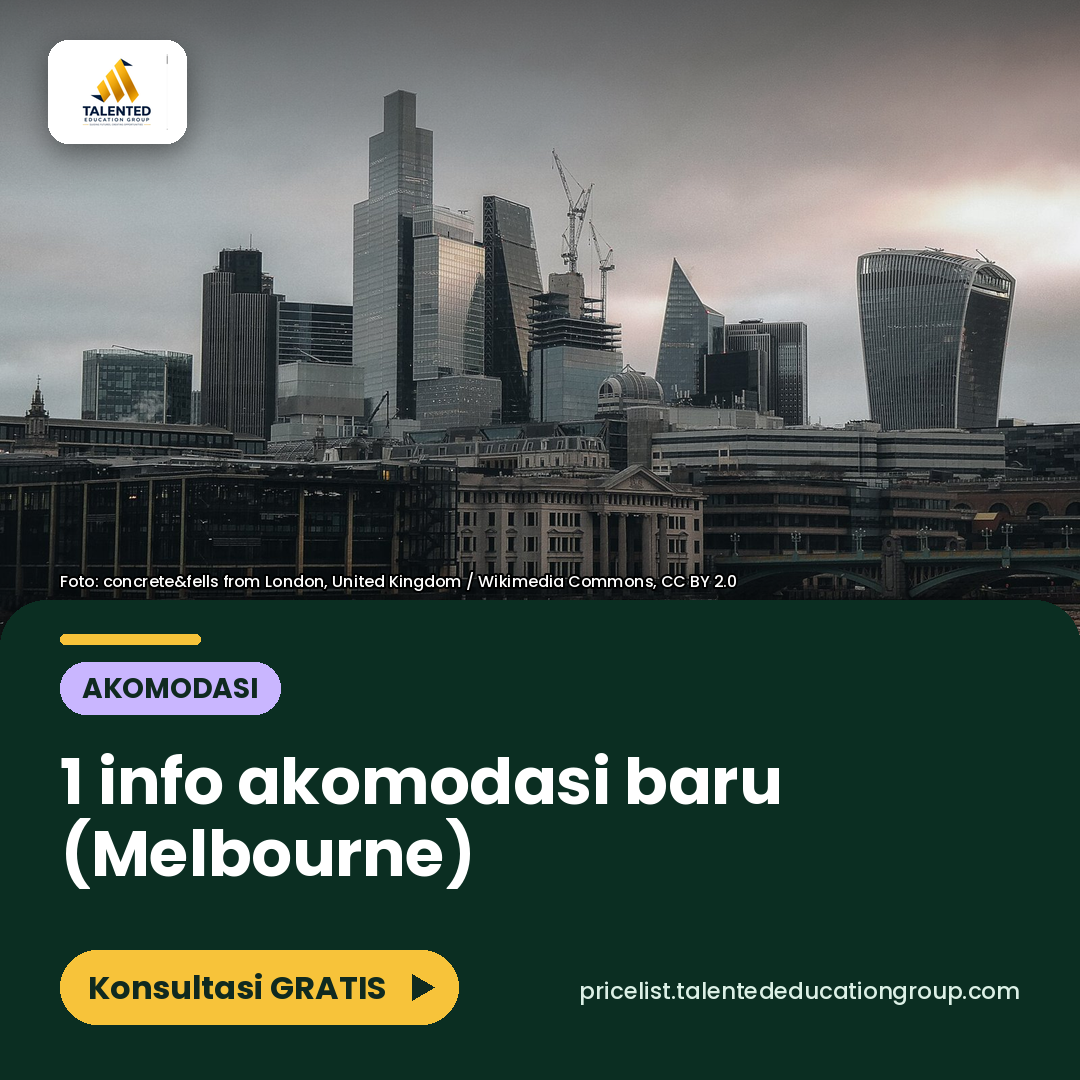 TALENTED
EDUCATION GROUP
Foto: concrete&fells from London, United Kingdom / Wikimedia Commons, CC BY 2.0
AKOMODASI
1 info akomodasi baru
(Melbourne)
Konsultasi GRATIS
pricelist.talentededucationgroup.com